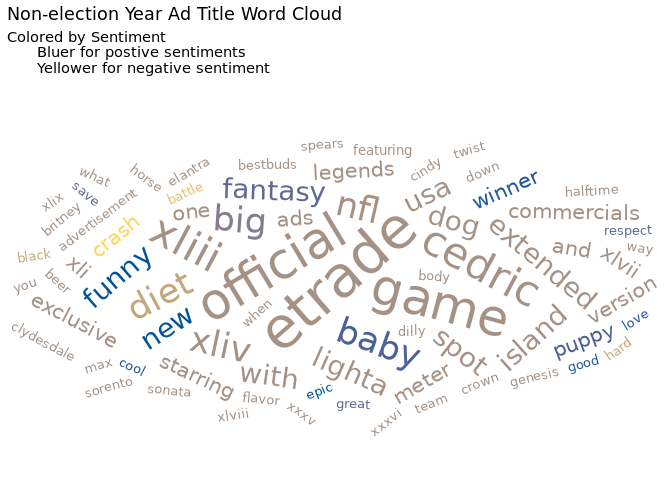 Non-election Year Ad Title Word Cloud
Colored by Sentiment
Bluer for postive sentiments
Yellower for negative sentiment
spears
featuring
twist
what
horse
elantra
bestbuds
legends
cindy
down
xlix
save
battle
fantasy
usa
winner
halftime
britney
advertisement
one
big
ads
nfl
dog
commercials
black
crash
xliii
official
etrade
cedric
extended
and
xlvii
respect
way
you
beer
xli
funny
diet
body
game
version
exclusive
new
when
baby
dilly
spot
island
puppy
love
clydesdale
xliv
lighta
good
hard
max
cool
starring
with
meter
crown
genesis
sorento
sonata
flavor
epic
great
team
xlviii
xxxv
xxxvi